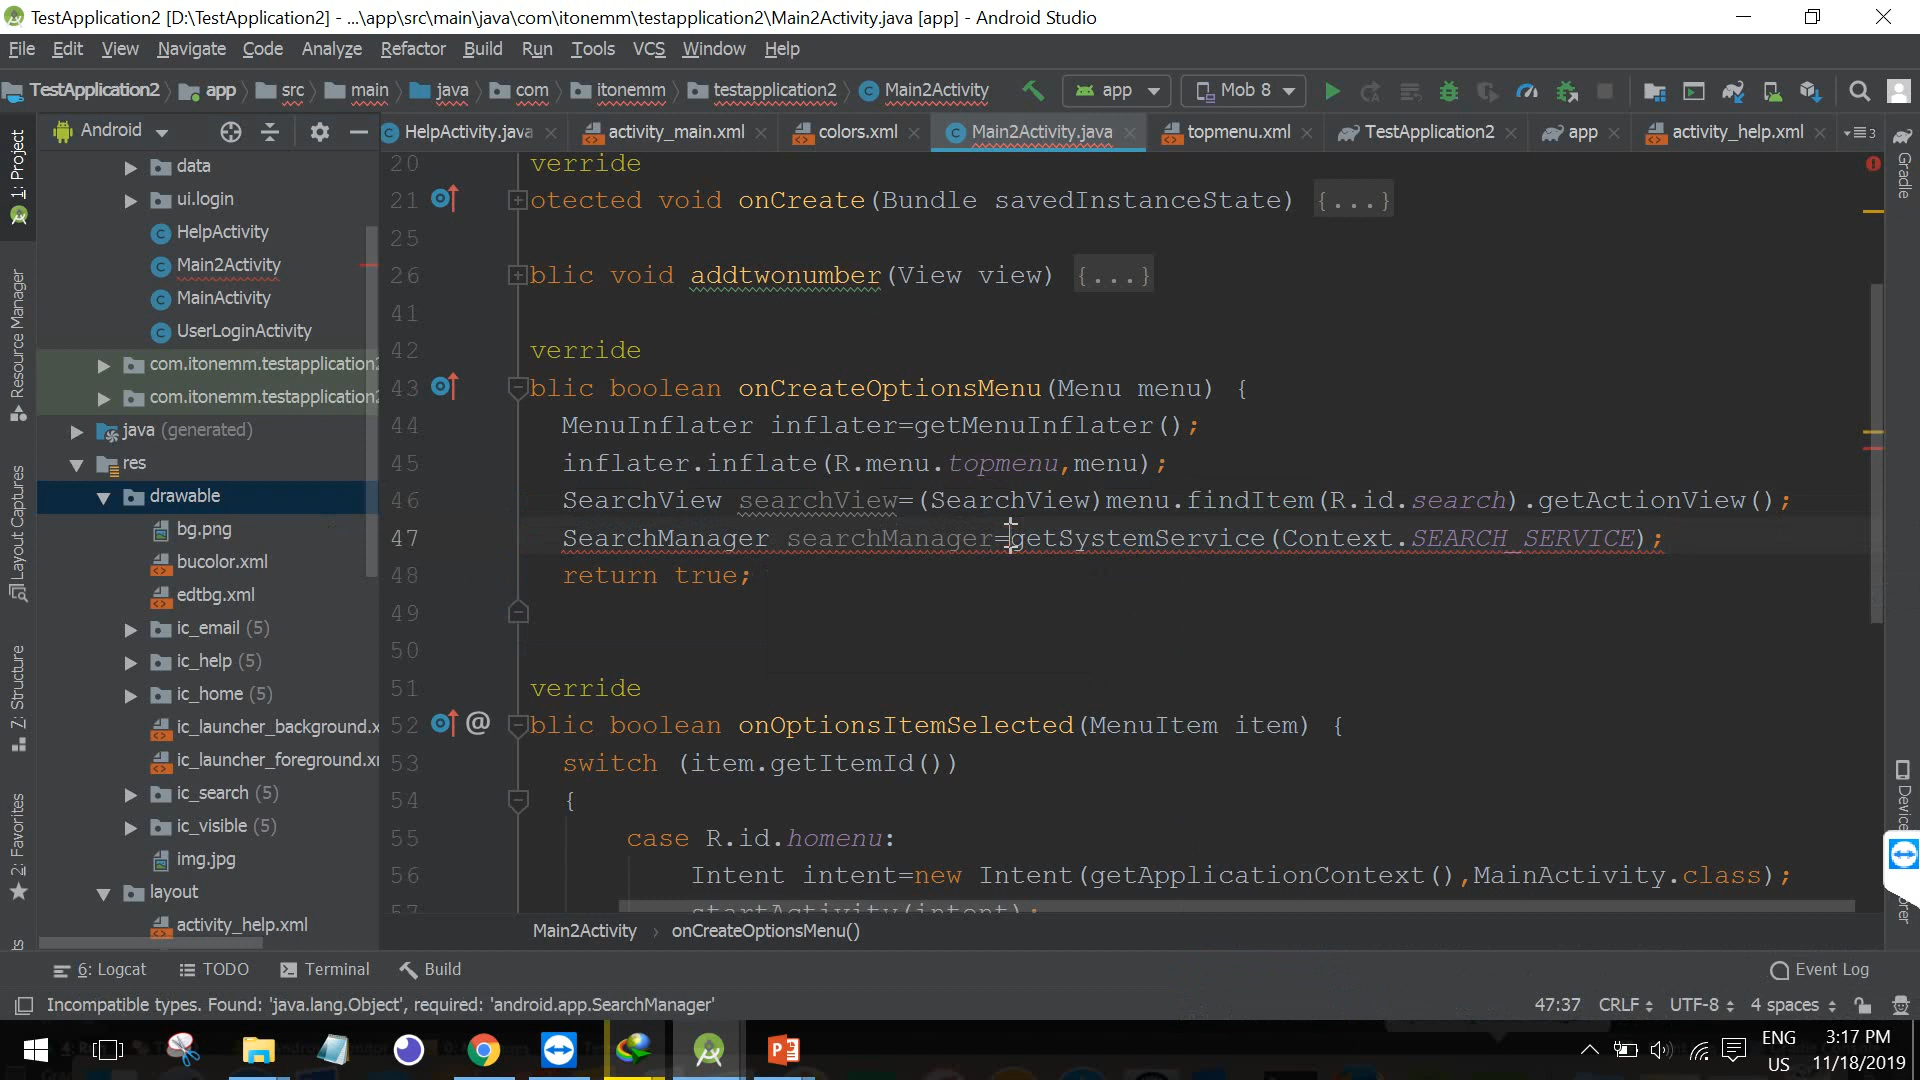 TestApplication2 [D:\TestApplication2] - ...\app\src\main\java\com\itonemm\testapplication2\Main2Activity.java [app] - Android Studio
File Edit View Navigate Code Analyze Refactor Build Run Tools VCS Window Help
TestApplication2 app src main java com itonemm testapplication2 Main2Activity app Mob 8
Android
HelpActivity.java activity_main.xml colors.xml Main2Activity.java topmenu.xml TestApplication2 app activity_help.xml 3
1: Project
Resource Manager
Layout Captures
7: Structure
2: Favorites
data
ui.login
HelpActivity
Main2Activity
MainActivity
UserLoginActivity
com.itonemm.testapplication2
com.itonemm.testapplication2
java (generated)
res
drawable
bg.png
bucolor.xml
edtbg.xml
ic_email (5)
ic_help (5)
ic_home (5)
ic_launcher_background.x
ic_launcher_foreground.x
ic_search (5)
ic_visible (5)
img.jpg
layout
activity_help.xml
20 verride
21 otected void onCreate(Bundle savedInstanceState) {...}
25
26 blic void addtwonumber(View view) {...}
41
42 verride
43 blic boolean onCreateOptionsMenu(Menu menu) {
44 MenuInflater inflater=getMenuInflater();
45 inflater.inflate(R.menu.topmenu,menu);
46 SearchView searchView=(SearchView)menu.findItem(R.id.search).getActionView();
47 SearchManager searchManager=getSystemService(Context.SEARCH_SERVICE);
48 return true;
49
50
51 verride
52 @ blic boolean onOptionsItemSelected(MenuItem item) {
53 switch (item.getItemId())
54 {
55 case R.id.homenu:
56 Intent intent=new Intent(getApplicationContext(),MainActivity.class);
57 startActivity(intent);
Main2Activity › onCreateOptionsMenu()
Gradle
6: Logcat TODO Terminal Build Event Log
Incompatible types. Found: 'java.lang.Object', required: 'android.app.SearchManager' 47:37 CRLF UTF-8 4 spaces
ENG
US
3:17 PM
11/18/2019